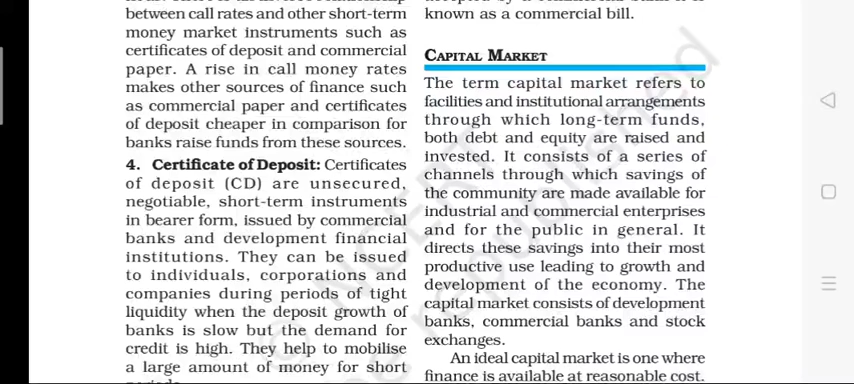 between call rates and other short-term
money market instruments such as
certificates of deposit and commercial
paper. A rise in call money rates
makes other sources of finance such
as commercial paper and certificates
of deposit cheaper in comparison for
banks raise funds from these sources.
4. Certificate of Deposit: Certificates
of deposit (CD) are unsecured,
negotiable, short-term instruments
in bearer form, issued by commercial
banks and development financial
institutions. They can be issued
to individuals, corporations and
companies during periods of tight
liquidity when the deposit growth of
banks is slow but the demand for
credit is high. They help to mobilise
a large amount of money for short
known as a commercial bill.
CAPITAL MARKET
The term capital market refers to
facilities and institutional arrangements
through which long-term funds,
both debt and equity are raised and
invested. It consists of a series of
channels through which savings of
the community are made available for
industrial and commercial enterprises
and for the public in general. It
directs these savings into their most
productive use leading to growth and
development of the economy. The
capital market consists of development
banks, commercial banks and stock
exchanges.
An ideal capital market is one where
finance is available at reasonable cost.
© NCERT
be republished